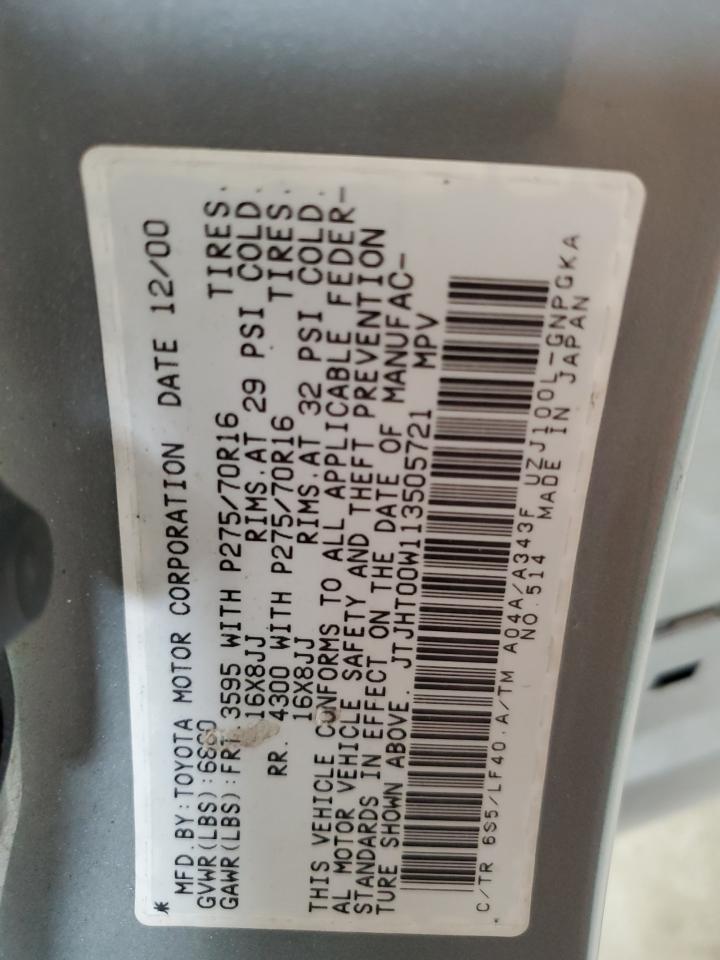 MFD.BY:TOYOTA MOTOR CORPORATION DATE 12/00
GVWR(LBS):6860
GAWR(LBS):FRT.3595 WITH P275/70R16 TIRES.
16X8JJ RIMS.AT 29 PSI COLD.
RR. 4300 WITH P275/70R16 TIRES.
16X8JJ RIMS.AT 32 PSI COLD.
THIS VEHICLE CONFORMS TO ALL APPLICABLE FEDER-
AL MOTOR VEHICLE SAFETY AND THEFT PREVENTION
STANDARDS IN EFFECT ON THE DATE OF MANUFAC-
TURE SHOWN ABOVE. JTJHT00W113505721 MPV
C/TR 6S5/LF40.A/TM A04A/A343F UZJ100L-GNPGKA
NO.514 MADE IN JAPAN